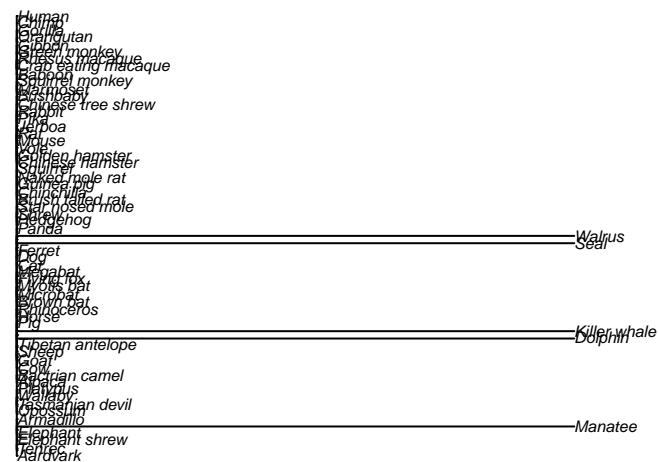 Human
Chimp
Gorilla
Orangutan
Gibbon
Green monkey
Rhesus macaque
Crab eating macaque
Baboon
Squirrel monkey
Marmoset
Bushbaby
Chinese tree shrew
Rabbit
Pika
Jerboa
Rat
Mouse
Vole
Golden hamster
Chinese hamster
Squirrel
Naked mole rat
Guinea pig
Chinchilla
Brush tailed rat
Star nosed mole
Shrew
Hedgehog
Panda
Walrus
Seal
Ferret
Dog
Cat
Megabat
Flying fox
Myotis bat
Microbat
Brown bat
Rhinoceros
Horse
Pig
Killer whale
Dolphin
Tibetan antelope
Sheep
Goat
Cow
Bactrian camel
Alpaca
Platypus
Wallaby
Tasmanian devil
Opossum
Armadillo
Manatee
Elephant
Elephant shrew
Tenrec
Aardvark